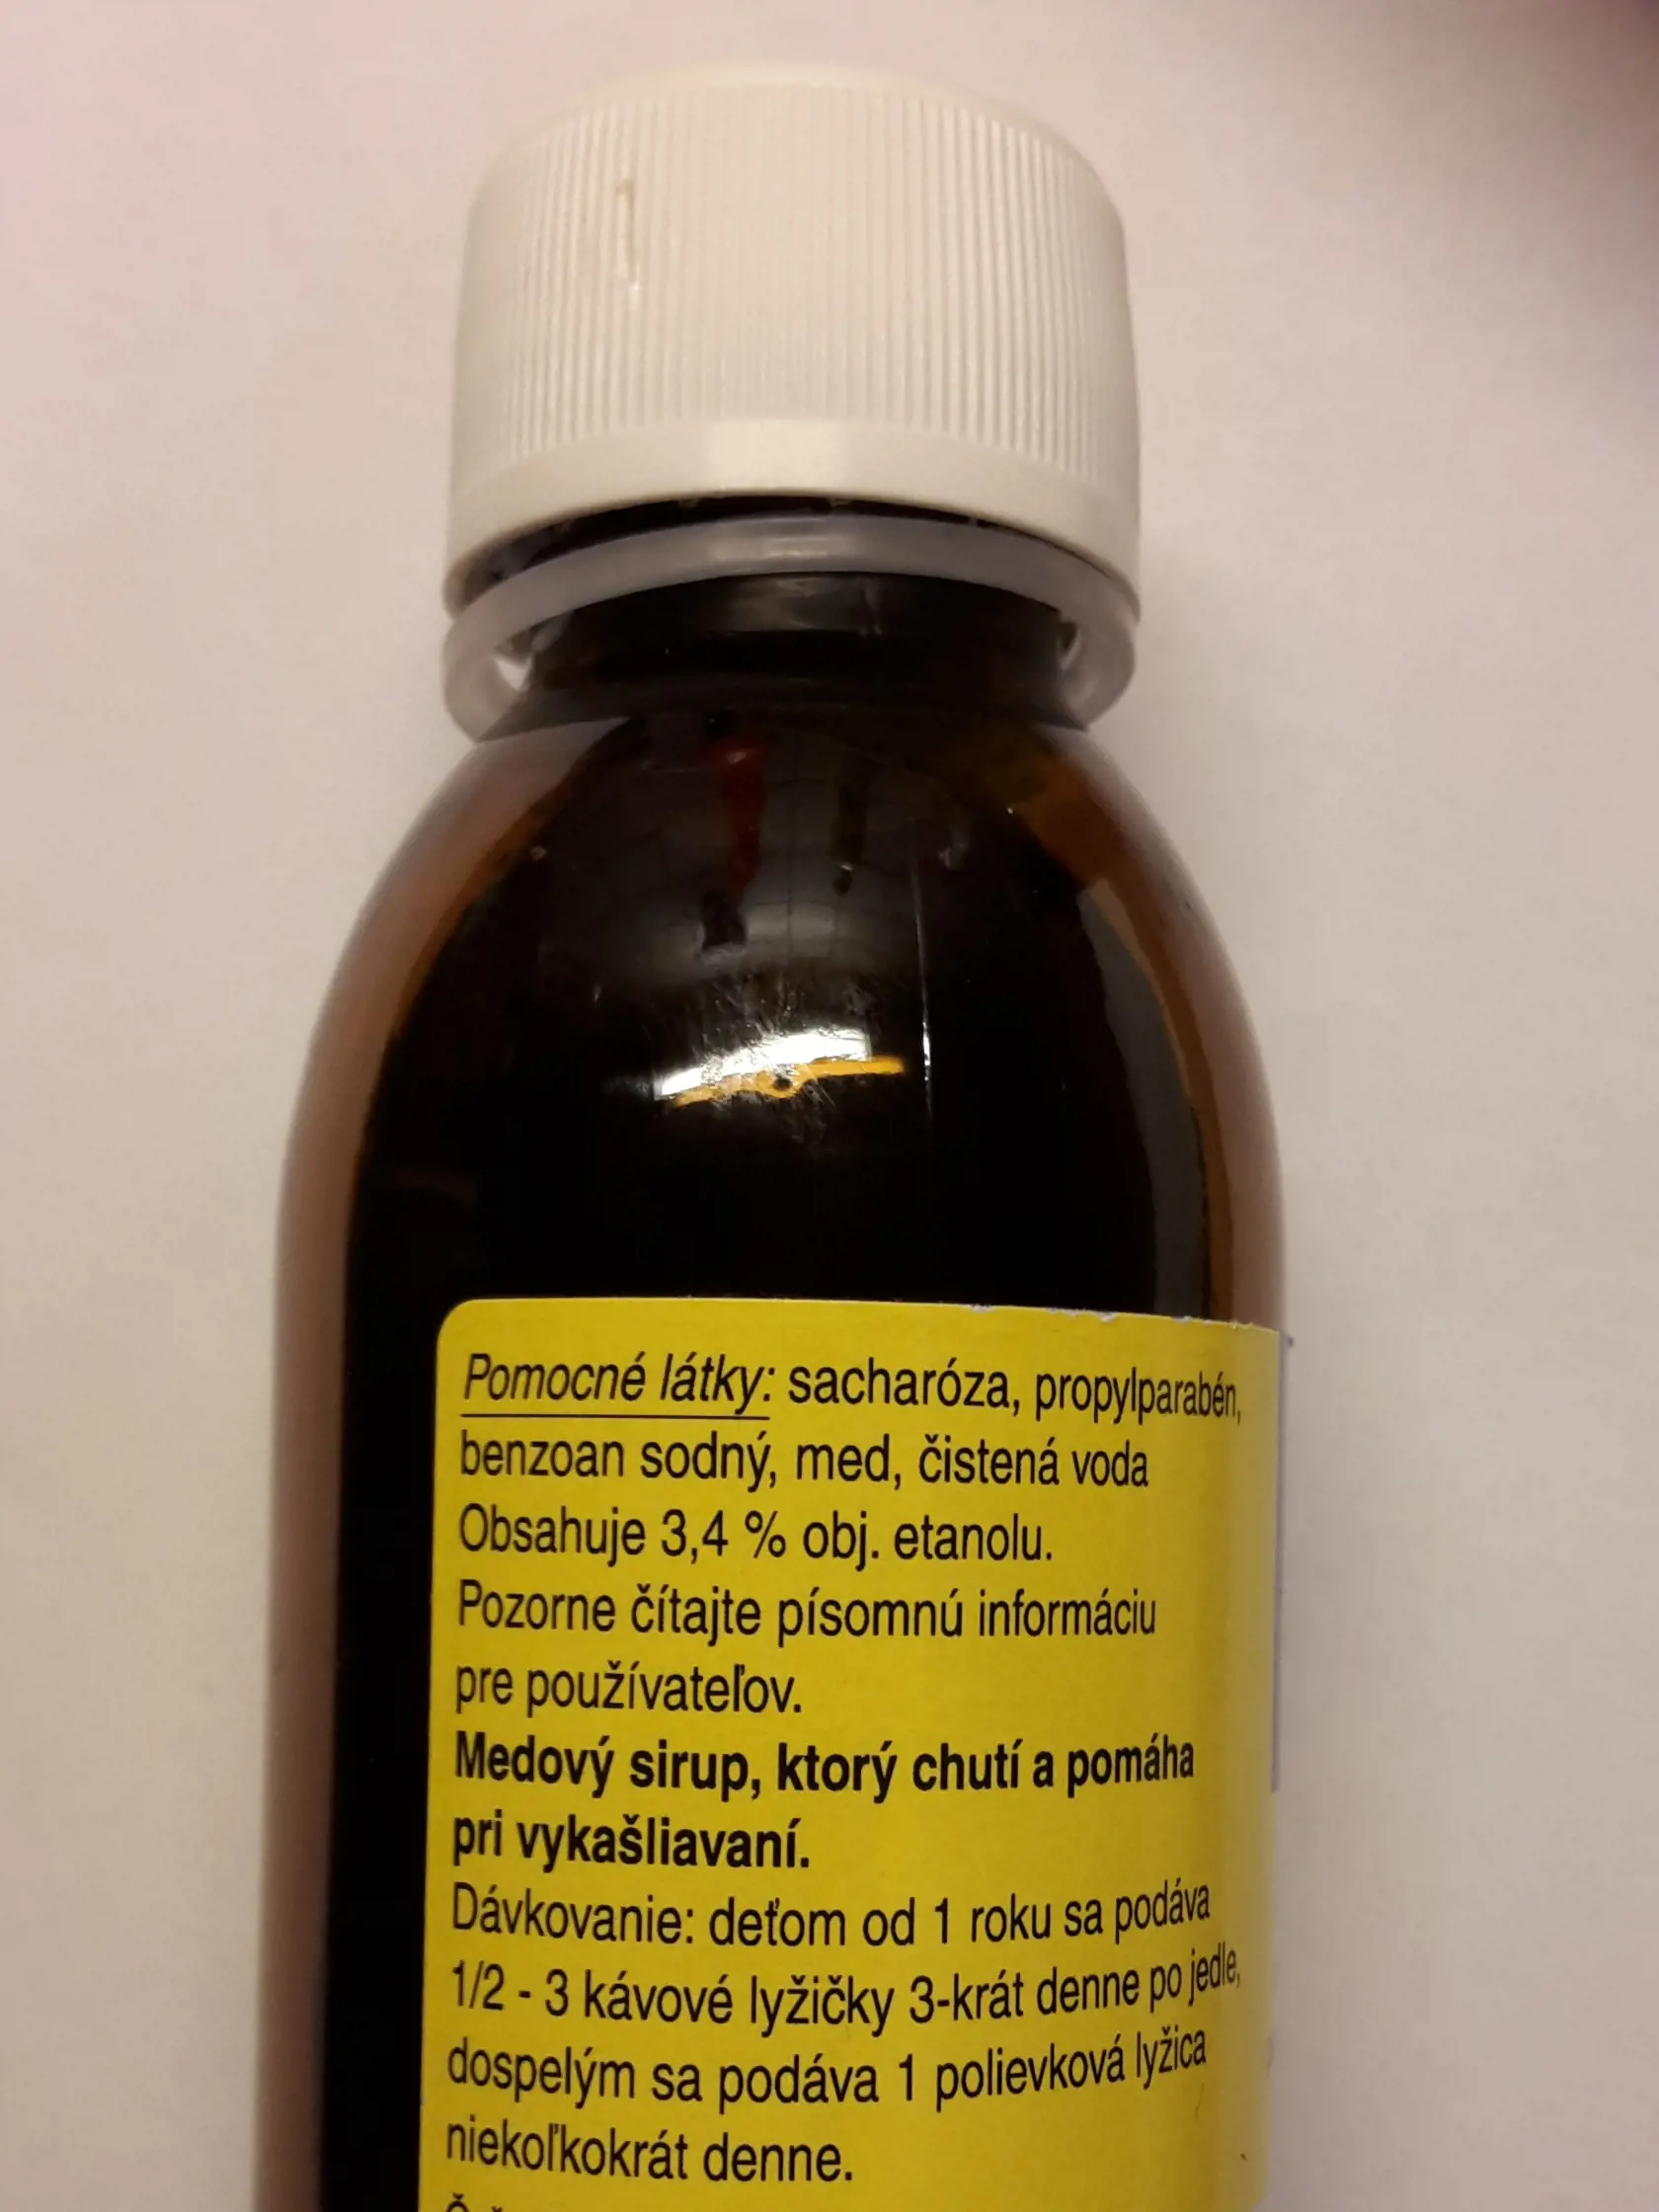 Pomocné látky: sacharóza, propylparabén,
benzoan sodný, med, čistená voda
Obsahuje 3,4 % obj. etanolu.
Pozorne čítajte písomnú informáciu
pre používateľov.
Medový sirup, ktorý chutí a pomáha
pri vykašliavaní.
Dávkovanie: deťom od 1 roku sa podáva
1/2 - 3 kávové lyžičky 3-krát denne po jedle,
dospelým sa podáva 1 polievková lyžica
niekoľkokrát denne.